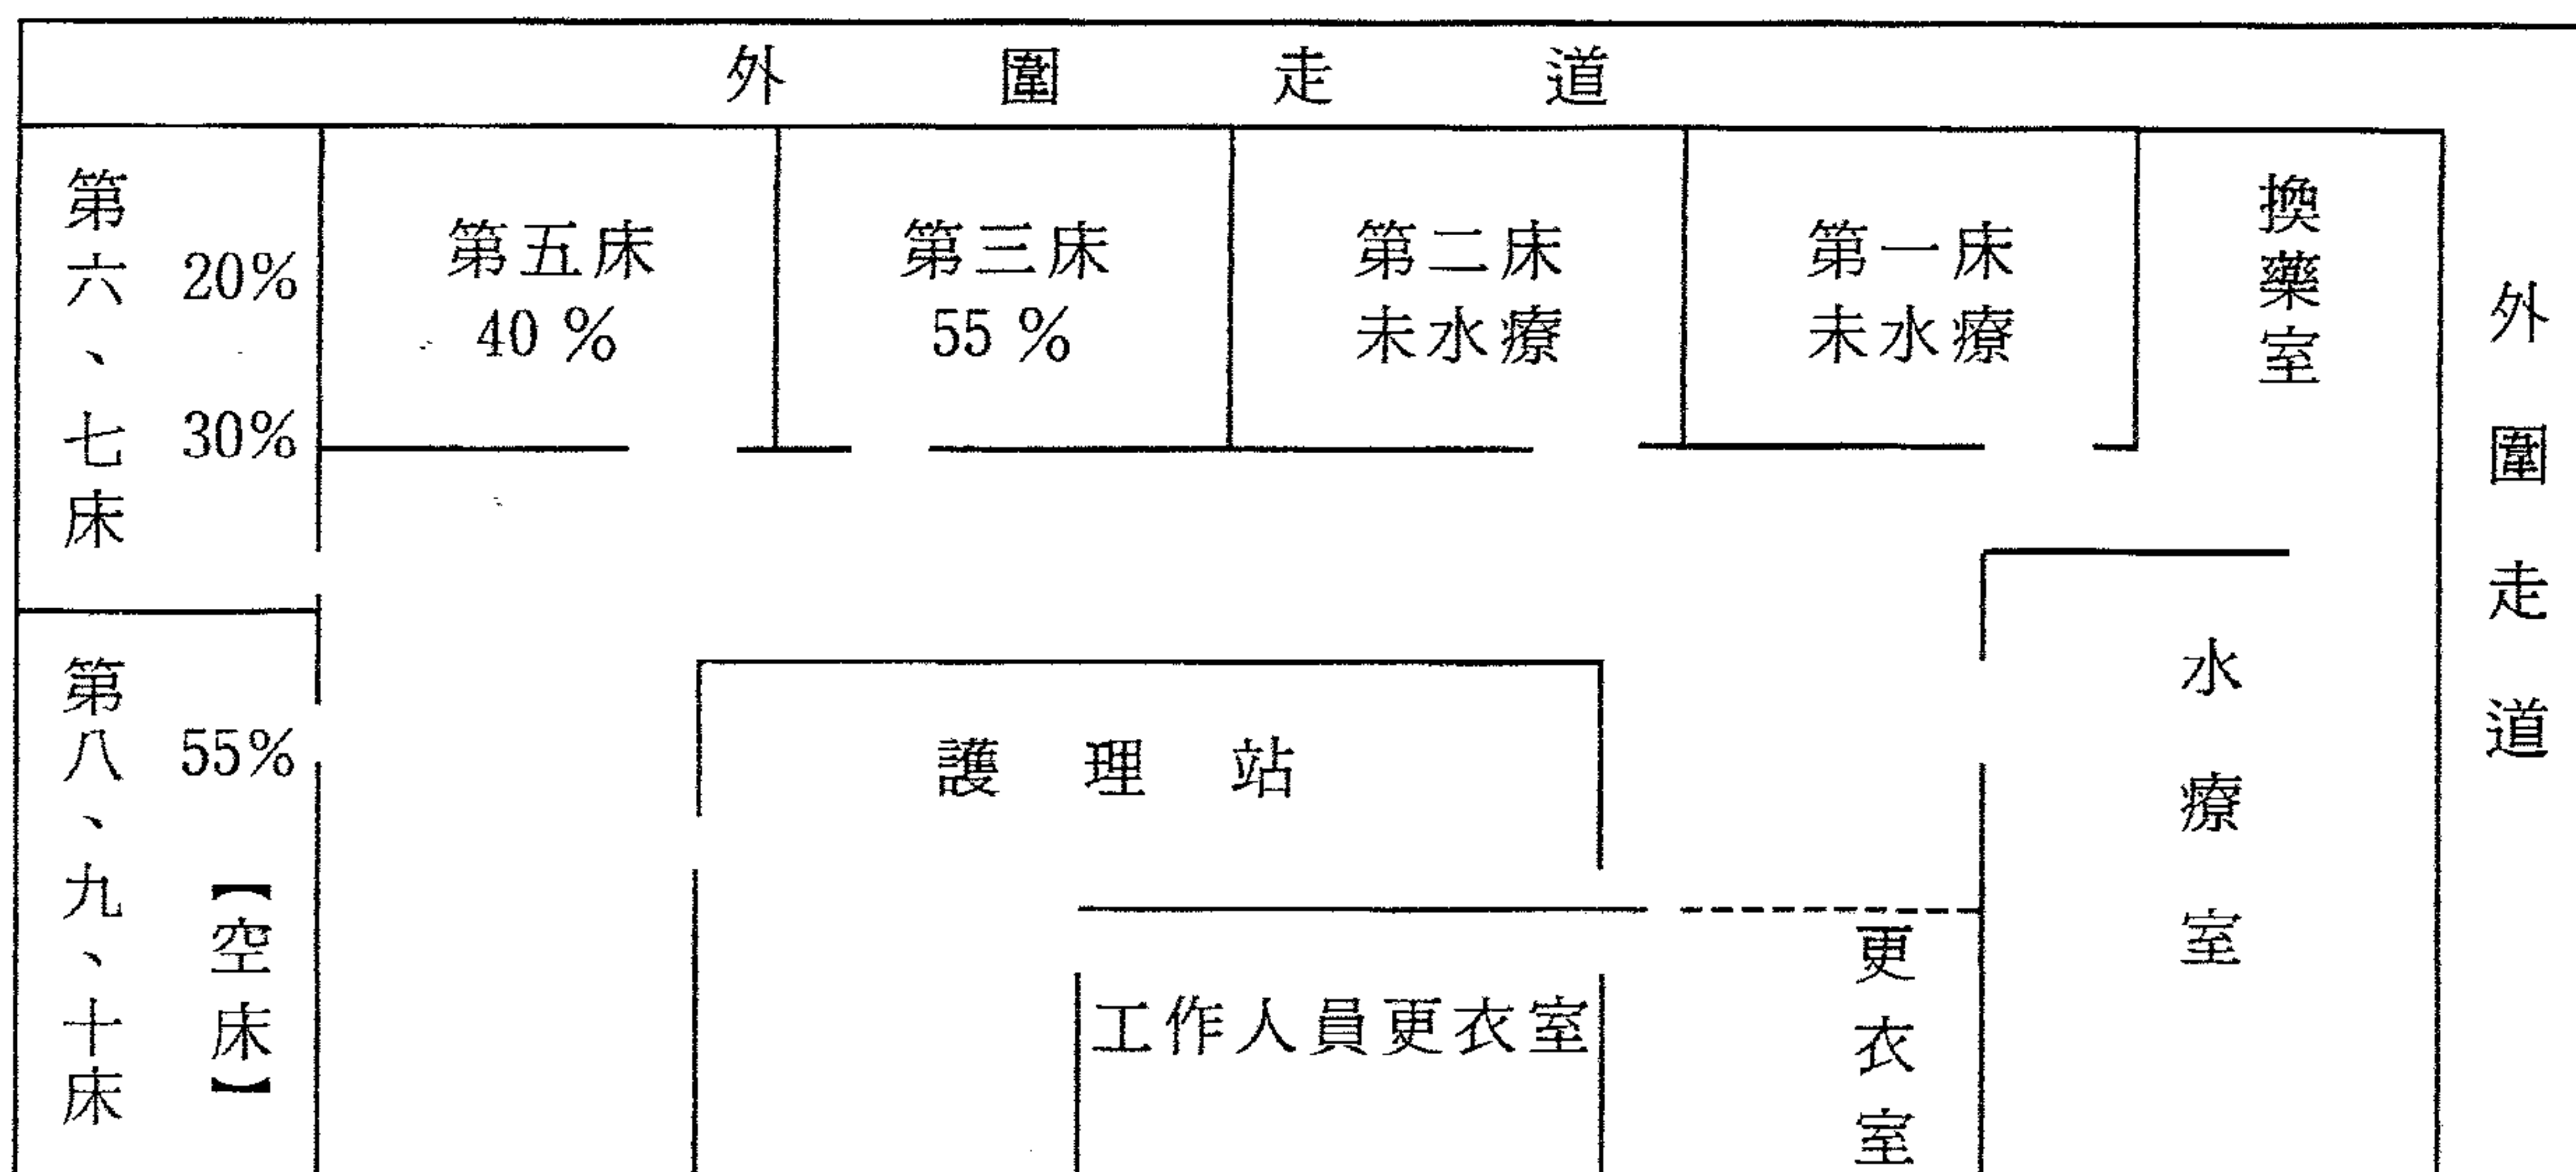 外圍走道
第六、七床
20%
30%
第五床
40%
第三床
55%
第二床
未水療
第一床
未水療
換藥室
外圍走道
第八、九、十床
55%
【空床】
護理站
水療室
工作人員更衣室
更衣室